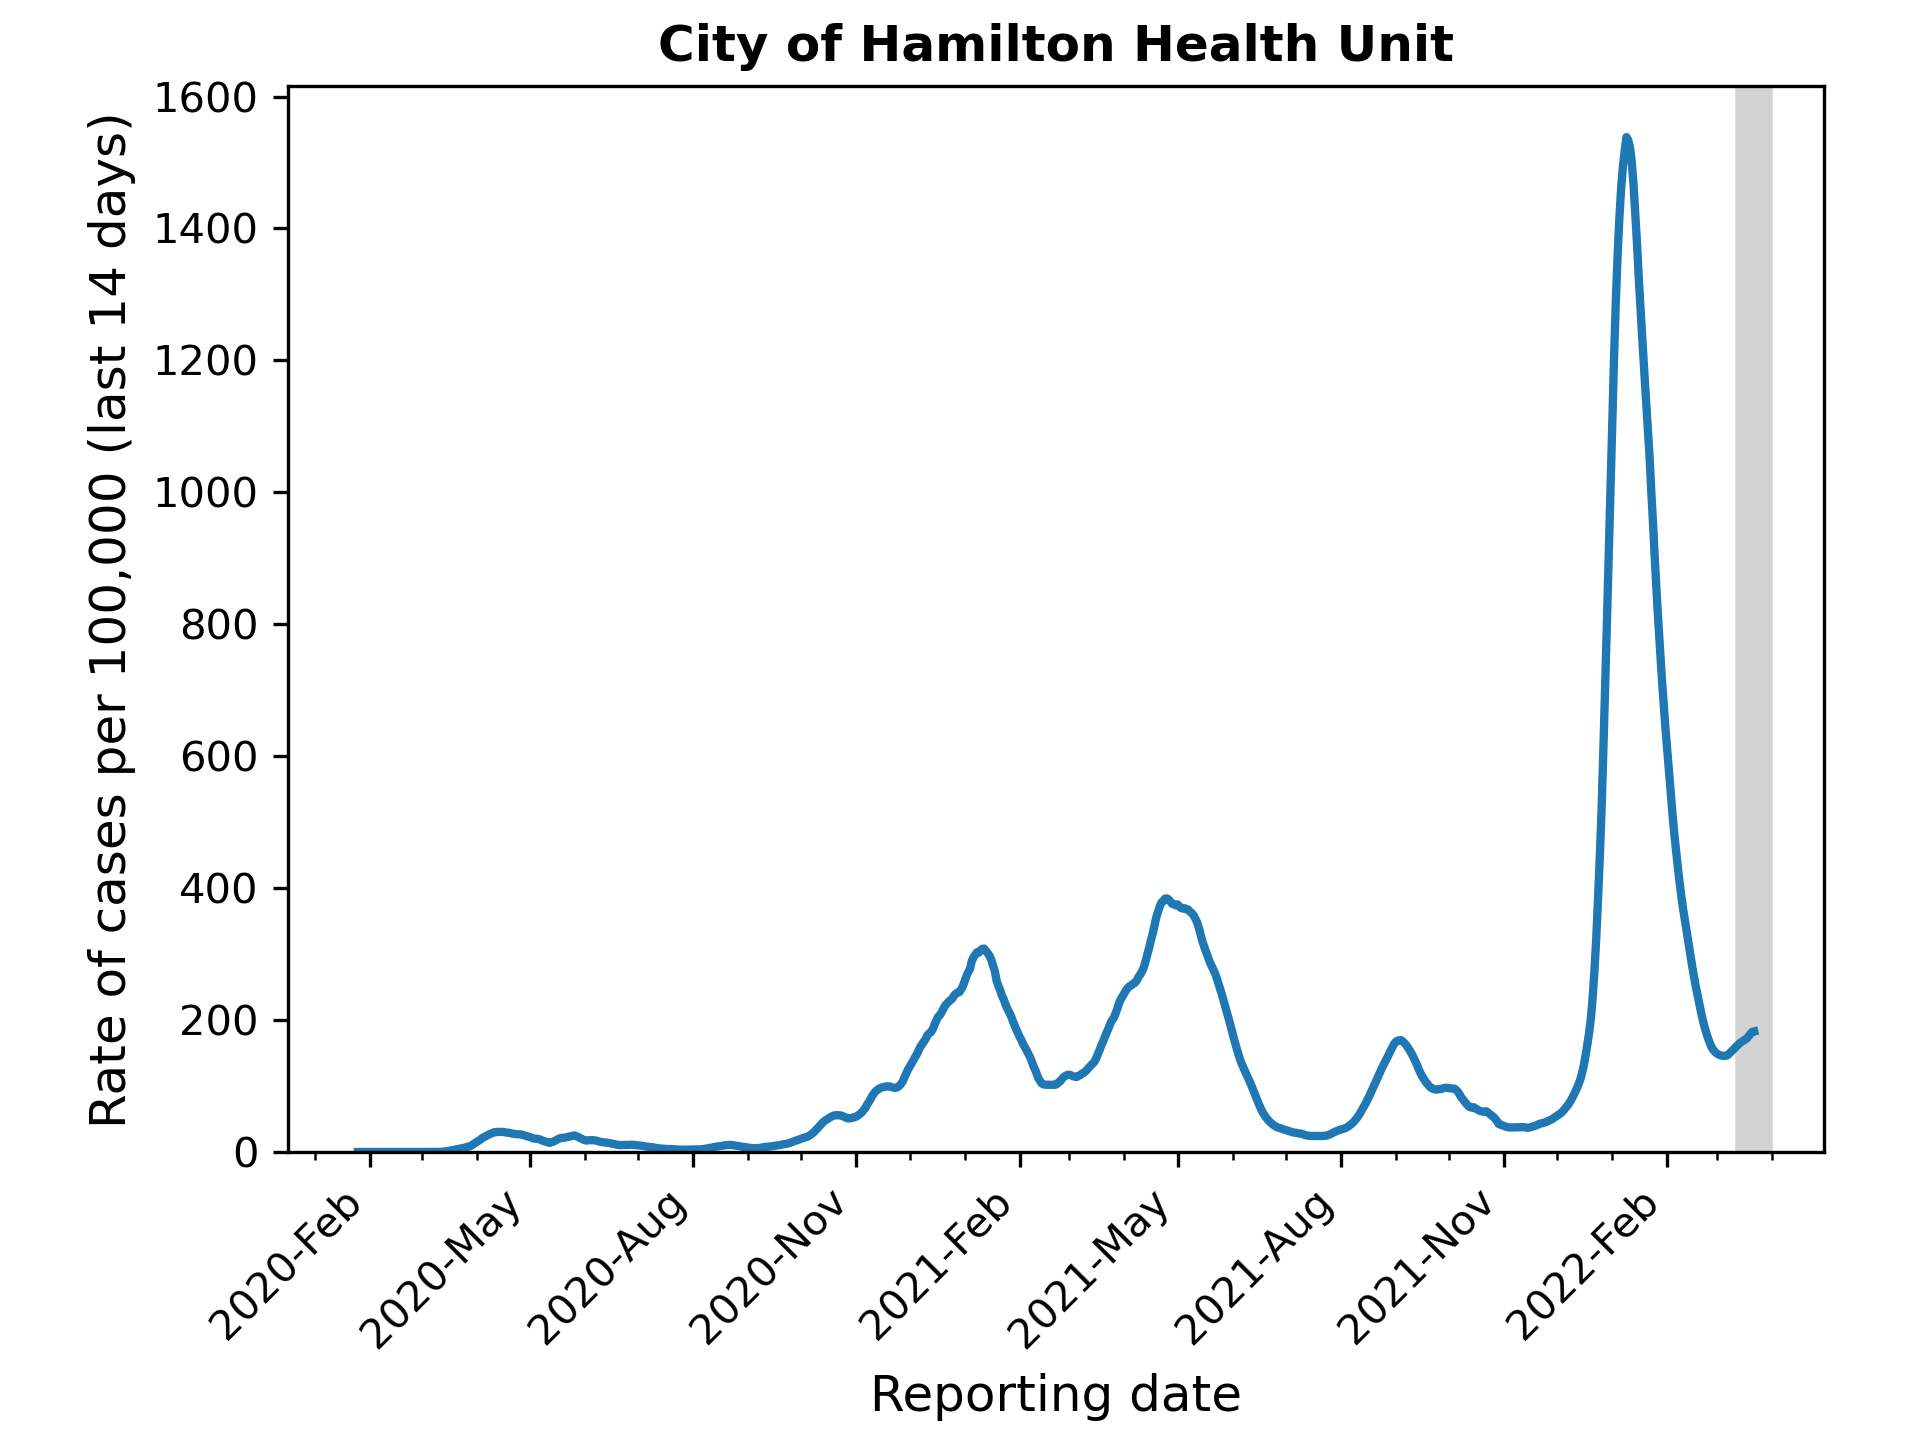 City of Hamilton Health Unit
Rate of cases per 100,000 (last 14 days)
1600
1400
1200
1000
800
600
400
200
0
2020-Feb
2020-May
2020-Aug
2020-Nov
2021-Feb
2021-May
2021-Aug
2021-Nov
2022-Feb
Reporting date